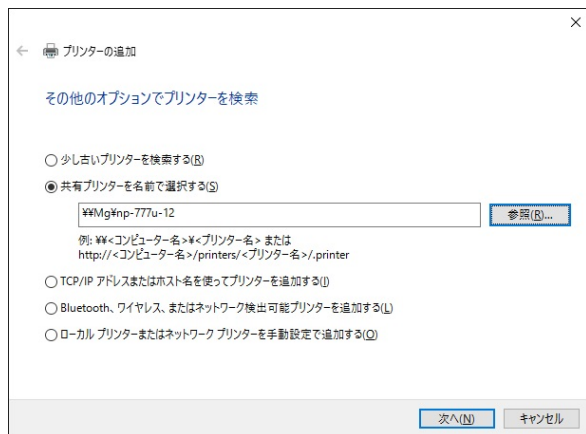 プリンターの追加
その他のオプションでプリンターを検索
少し古いプリンターを検索する(R)
共有プリンターを名前で選択する(S)
¥¥Mg¥np-777u-12
参照(R)...
例: ¥¥<コンピューター名>¥<プリンター名> または
http://<コンピューター名>/printers/<プリンター名>/.printer
TCP/IP アドレスまたはホスト名を使ってプリンターを追加する(I)
Bluetooth、ワイヤレス、またはネットワーク検出可能プリンターを追加する(L)
ローカル プリンターまたはネットワーク プリンターを手動設定で追加する(O)
次へ(N)
キャンセル